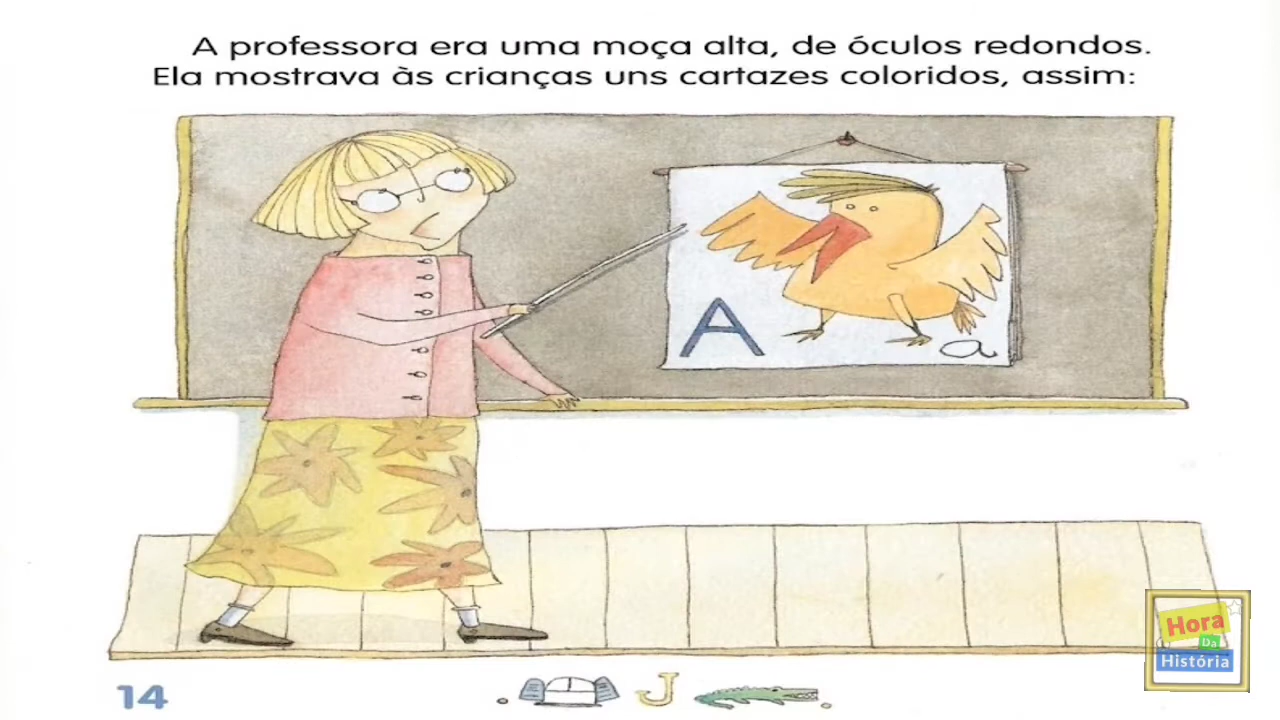 A professora era uma moça alta, de óculos redondos.
Ela mostrava às crianças uns cartazes coloridos, assim:
A
a
14
J
Hora
Da
História